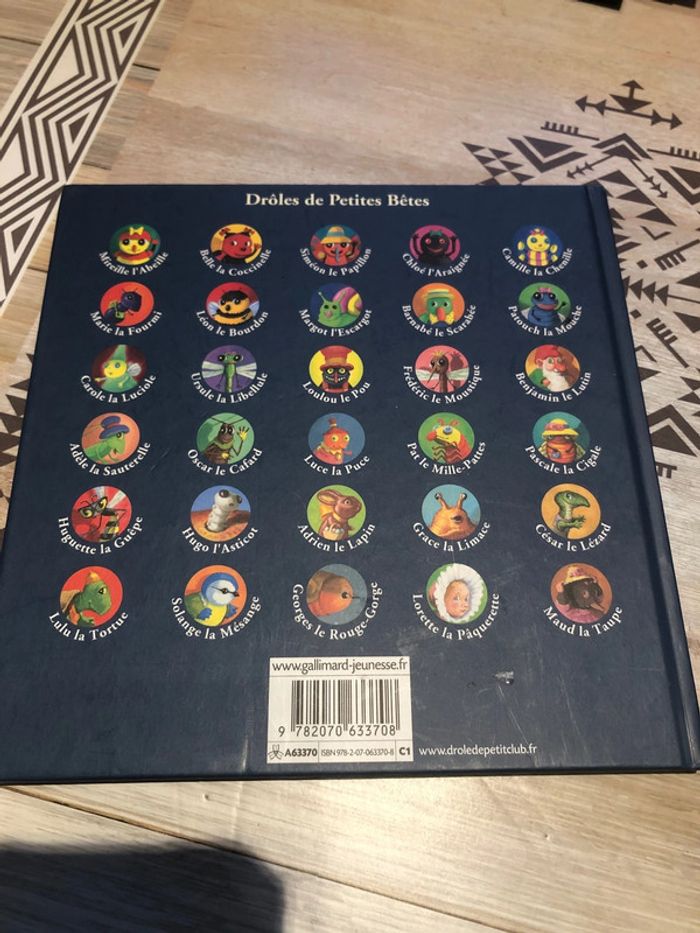 Drôles de Petites Bêtes
Mireille l'Abeille
Belle la Coccinelle
Siméon le Papillon
Chloé l'Araignée
Camille la Chenille
Marie la Fourmi
Léon le Bourdon
Margot l'Escargot
Barnabé le Scarabée
Patouch la Mouche
Carole la Luciole
Ursule la Libellule
Loulou le Pou
Frédéric le Moustique
Benjamin le Lutin
Adèle la Sauterelle
Oscar le Cafard
Luce la Puce
Pat le Mille-Pattes
Pascale la Cigale
Huguette la Guêpe
Hugo l'Asticot
Adrien le Lapin
Grace la Limace
César le Lézard
Lulu la Tortue
Solange la Mésange
Georges le Rouge-Gorge
Lorette la Pâquerette
Maud la Taupe
www.gallimard-jeunesse.fr
9 782070 633708
A63370 ISBN 978-2-07-063370-8 C1
www.droledepetitclub.fr